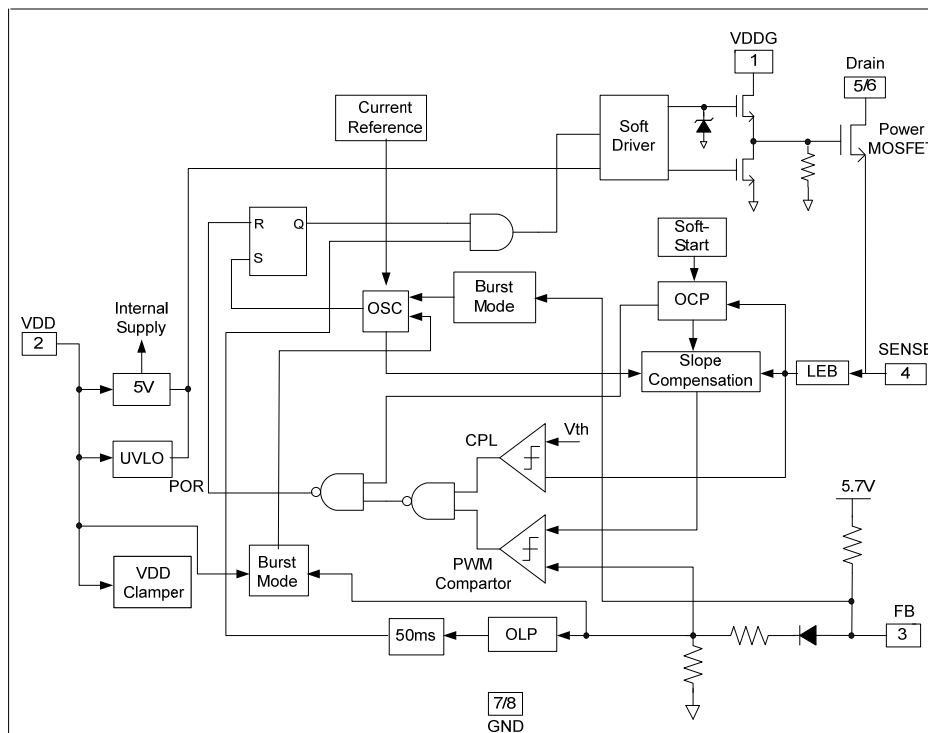 VDDG
1
Drain
5/6
Power
MOSFET
Current
Reference
Soft
Driver
R
Q
S
Soft-
Start
Internal
Supply
OSC
Burst
Mode
OCP
VDD
2
5V
Slope
Compensation
LEB
SENSE
4
UVLO
CPL
Vth
POR
5.7V
VDD
Clamper
Burst
Mode
PWM
Compartor
50ms
OLP
FB
3
7/8
GND